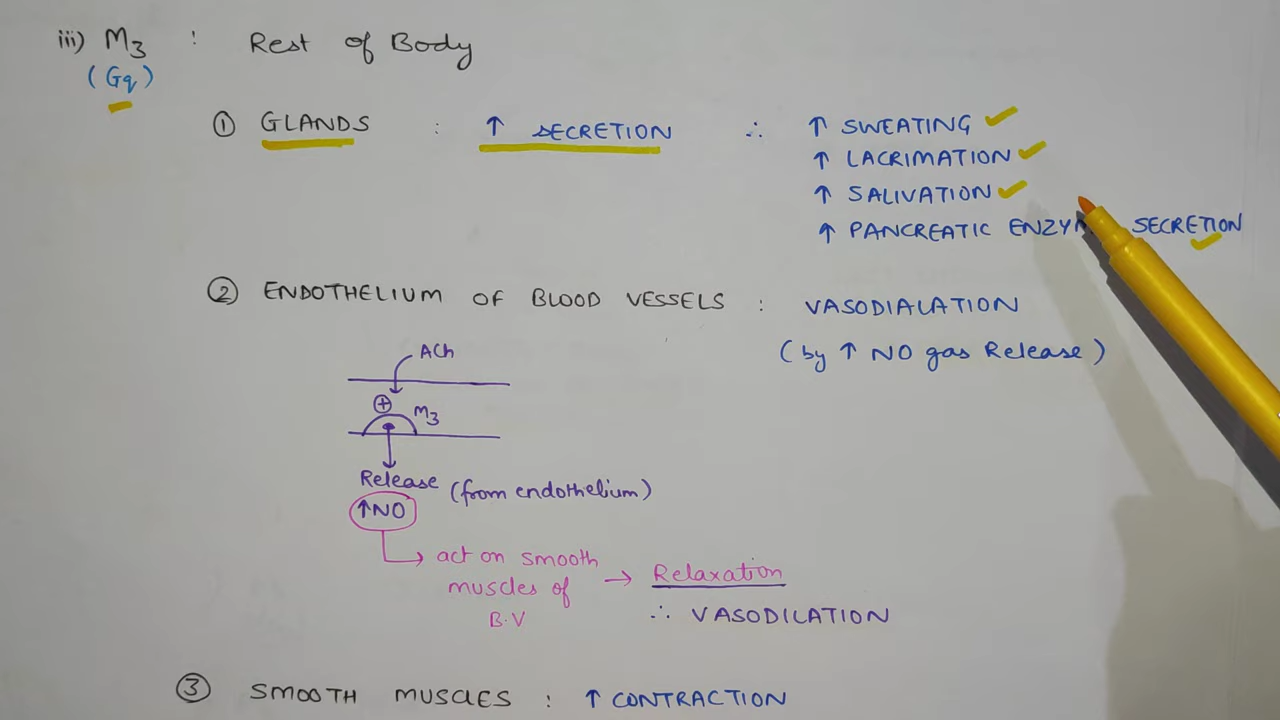 iii) M3 : Rest of Body
(Gq)
① GLANDS : ↑ SECRETION ∴ ↑ SWEATING
↑ LACRIMATION
↑ SALIVATION
↑ PANCREATIC SECRETION
② ENDOTHELIUM OF BLOOD VESSELS : VASODIALATION
(by ↑ NO gas Release)
ACh
⊕ M3
Release (from endothelium)
↑NO
→ act on smooth muscles of B.V → Relaxation
∴ VASODILATION
③ SMOOTH MUSCLES : ↑ CONTRACTION